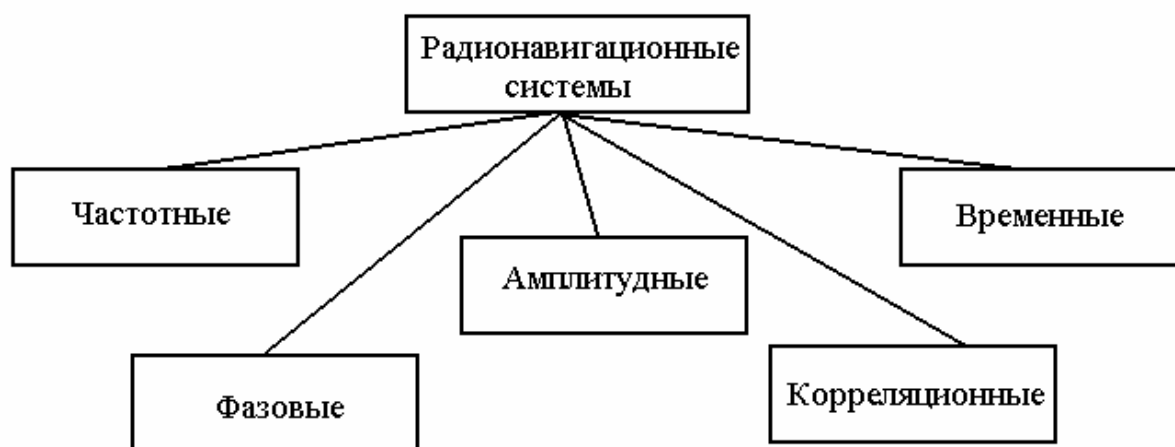 Радионавигационные
системы
Частотные
Временные
Амплитудные
Фазовые
Корреляционные